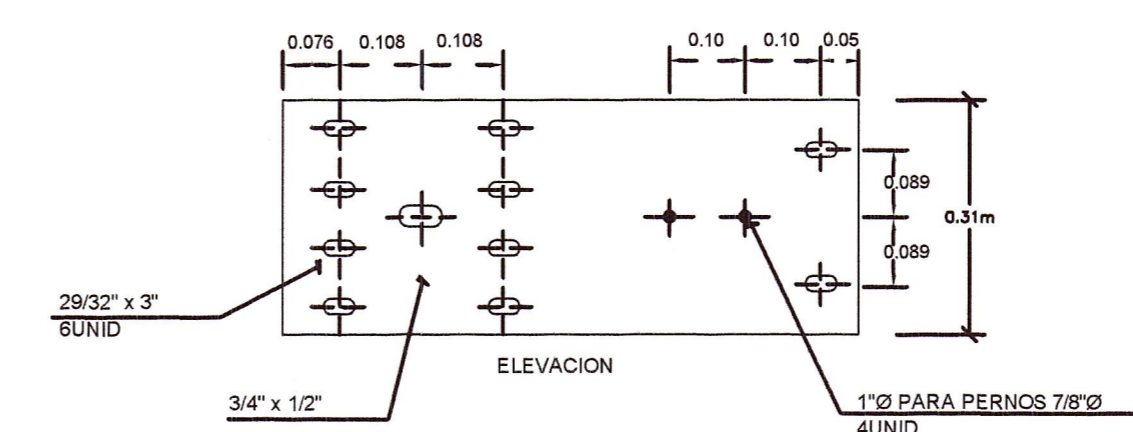 0.076 0.108 0.108 0.10 0.10 0.05
0.089
0.31m
0.089
29/32" x 3"
6UNID
ELEVACION
3/4" x 1/2"
1"Ø PARA PERNOS 7/8"Ø
4UNID